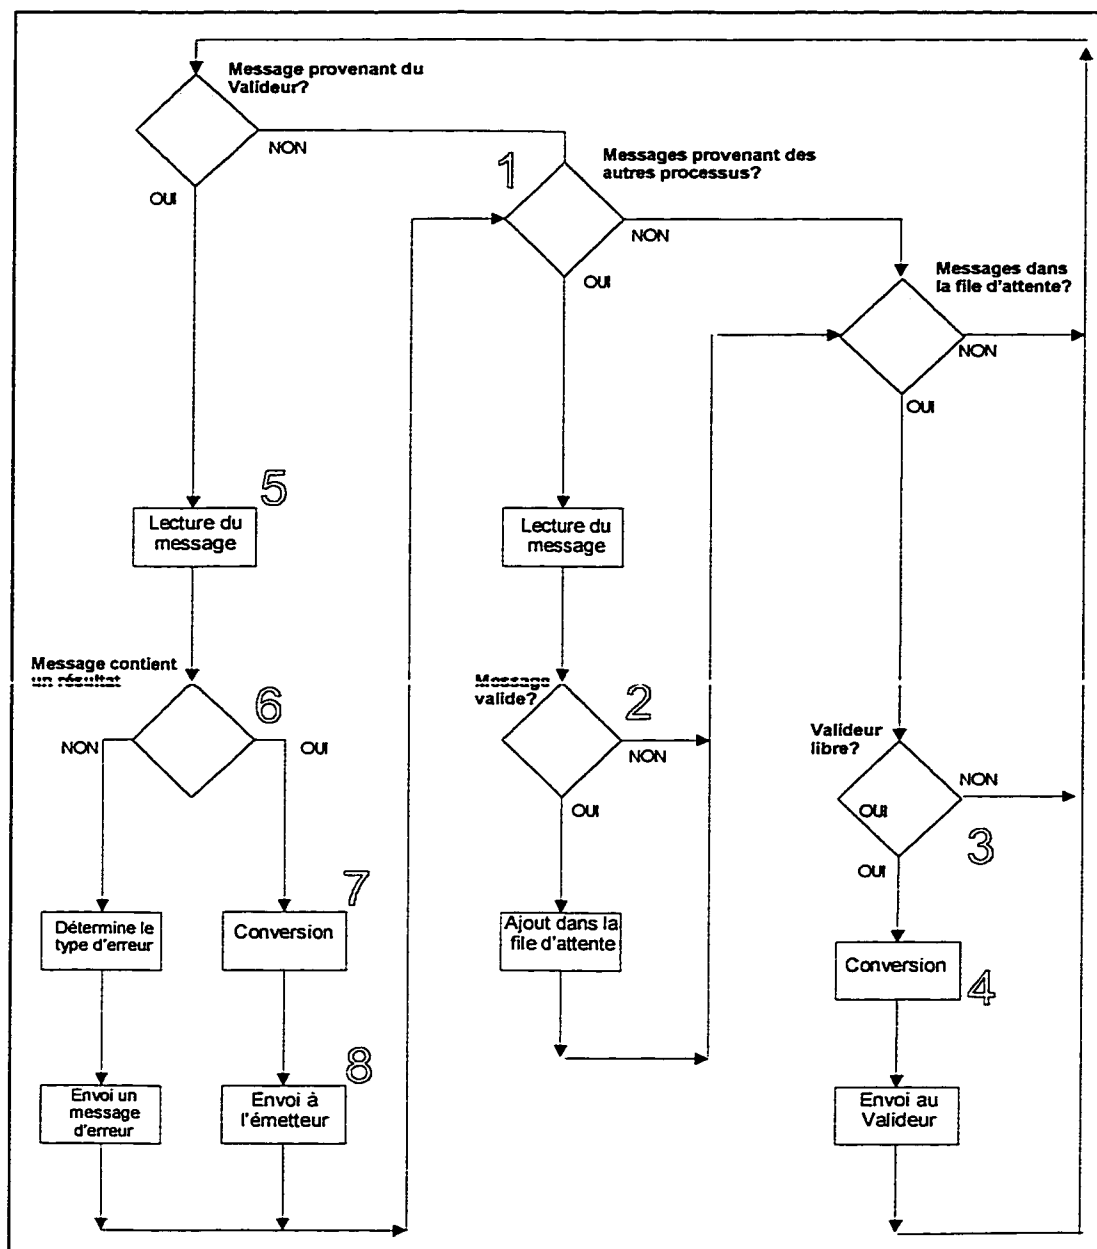 Message provenant du
Valideur?
NON
OUI
1
Messages provenant des
autres processus?
NON
OUI
Messages dans
la file d'attente?
NON
OUI
5
Lecture du
message
Lecture du
message
Message contient
un résultat
6
NON
OUI
Message
valide?
2
NON
OUI
Valideur
libre?
NON
OUI
3
OUI
7
Détermine le
type d'erreur
Conversion
Ajout dans la
file d'attente
Conversion
4
8
Envoi un
message
d'erreur
Envoi à
l'émetteur
Envoi au
Valideur